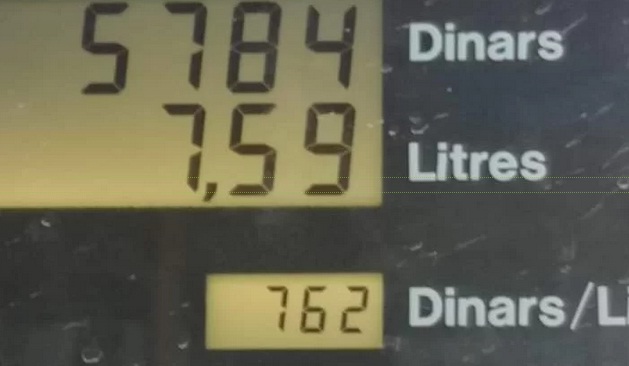 5784 Dinars
7,59 Litres
762 Dinars/Li